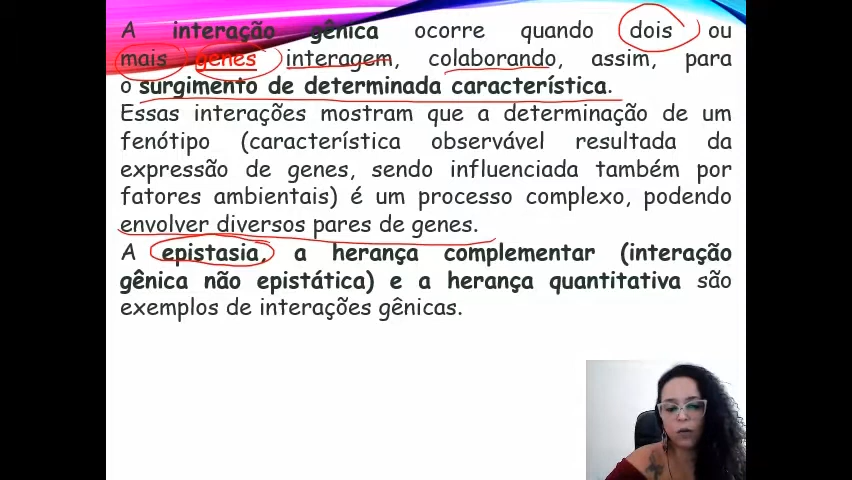 A interação gênica ocorre quando dois ou
mais genes interagem, colaborando, assim, para
o surgimento de determinada característica.
Essas interações mostram que a determinação de um
fenótipo (característica observável resultada da
expressão de genes, sendo influenciada também por
fatores ambientais) é um processo complexo, podendo
envolver diversos pares de genes.
A epistasia, a herança complementar (interação
gênica não epistática) e a herança quantitativa são
exemplos de interações gênicas.